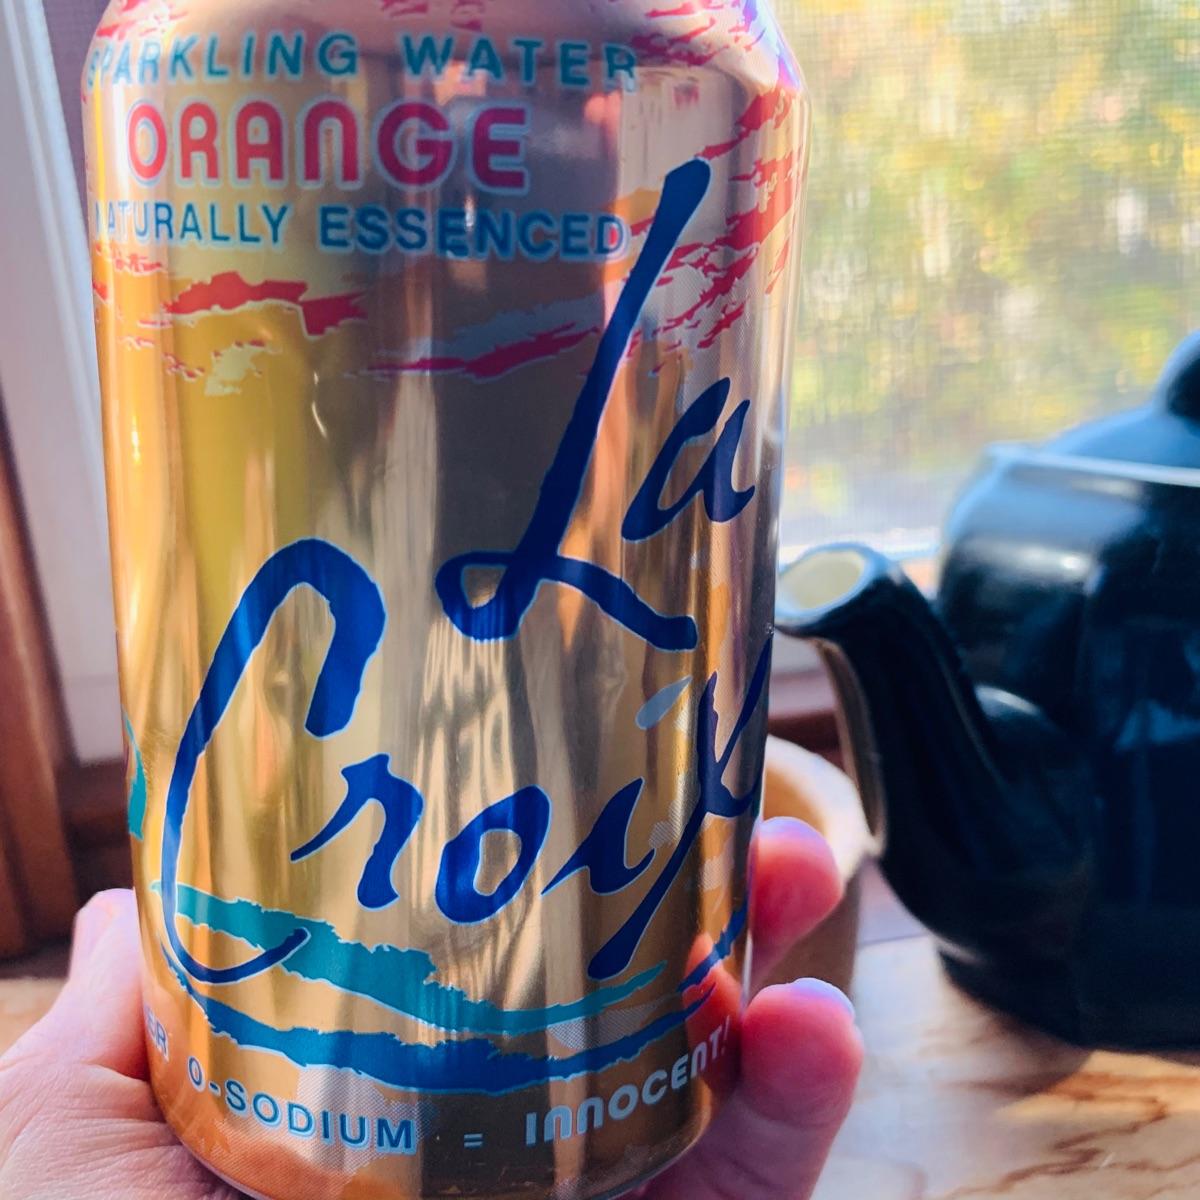 SPARKLING WATER
ORANGE
NATURALLY ESSENCED
La
Croix
0-SODIUM = INNOCENT!